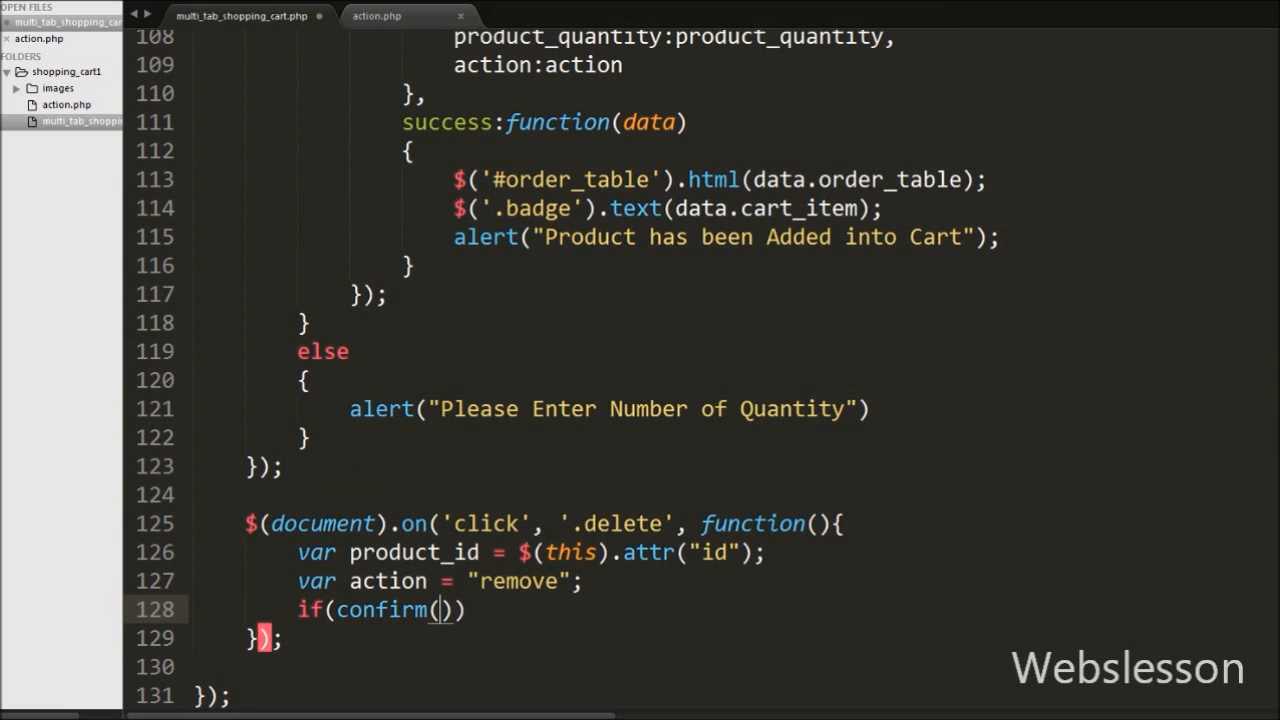 OPEN FILES
multi_tab_shopping_car
action.php
FOLDERS
shopping_cart1
images
action.php
multi_tab_shoppi
multi_tab_shopping_cart.php
action.php
108 product_quantity:product_quantity,
109 action:action
110 },
111 success:function(data)
112 {
113 $('#order_table').html(data.order_table);
114 $('.badge').text(data.cart_item);
115 alert("Product has been Added into Cart");
116 }
117 });
118 }
119 else
120 {
121 alert("Please Enter Number of Quantity")
122 }
123 });
124
125 $(document).on('click', '.delete', function(){
126 var product_id = $(this).attr("id");
127 var action = "remove";
128 if(confirm())
129 });
130
131 });
Webslesson